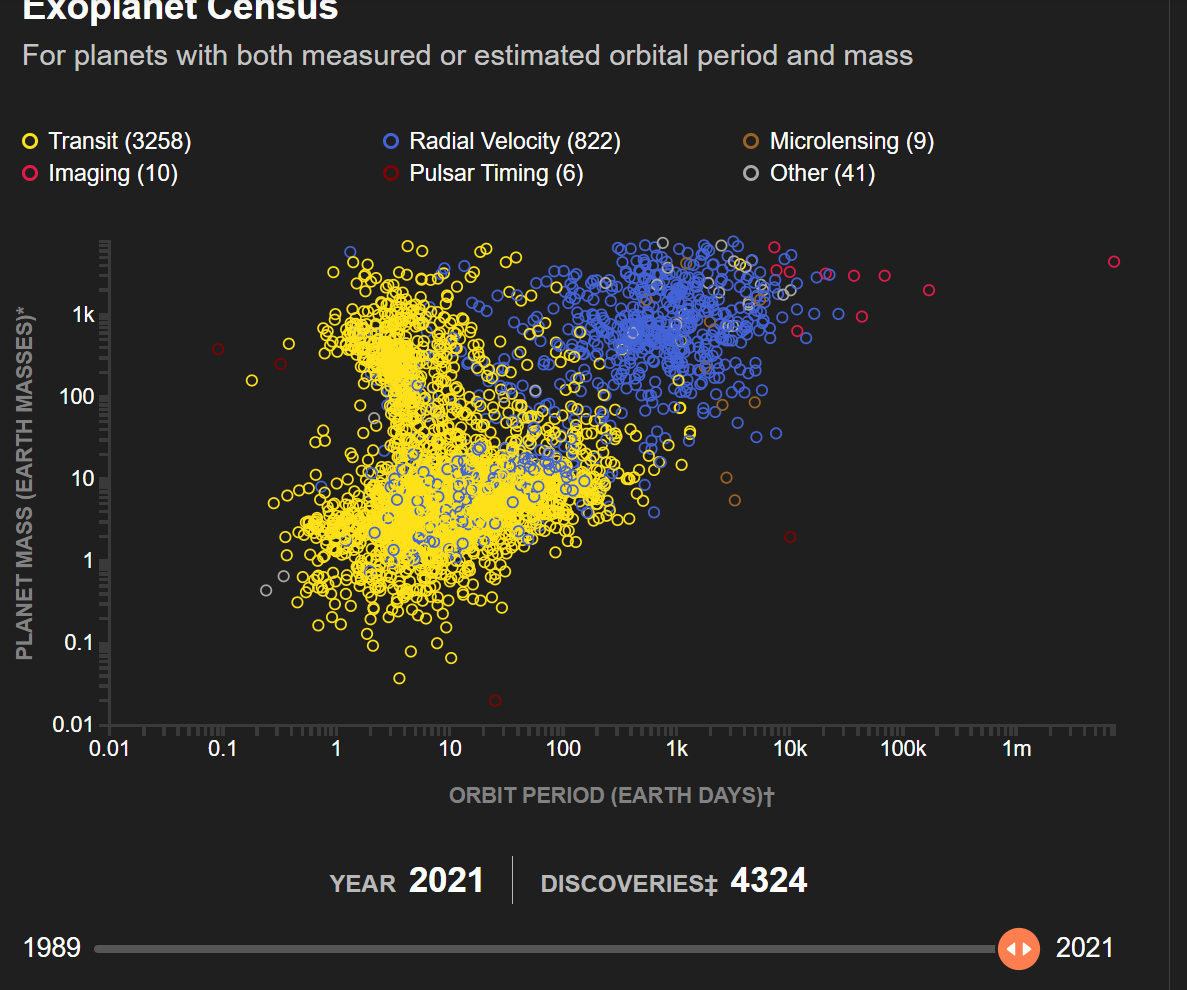 Exoplanet Census
For planets with both measured or estimated orbital period and mass
Transit (3258)
Radial Velocity (822)
Microlensing (9)
Imaging (10)
Pulsar Timing (6)
Other (41)
PLANET MASS (EARTH MASSES)*
1k
100
10
1
0.1
0.01
0.01 0.1 1 10 100 1k 10k 100k 1m
ORBIT PERIOD (EARTH DAYS)†
YEAR 2021 DISCOVERIES‡ 4324
1989 2021